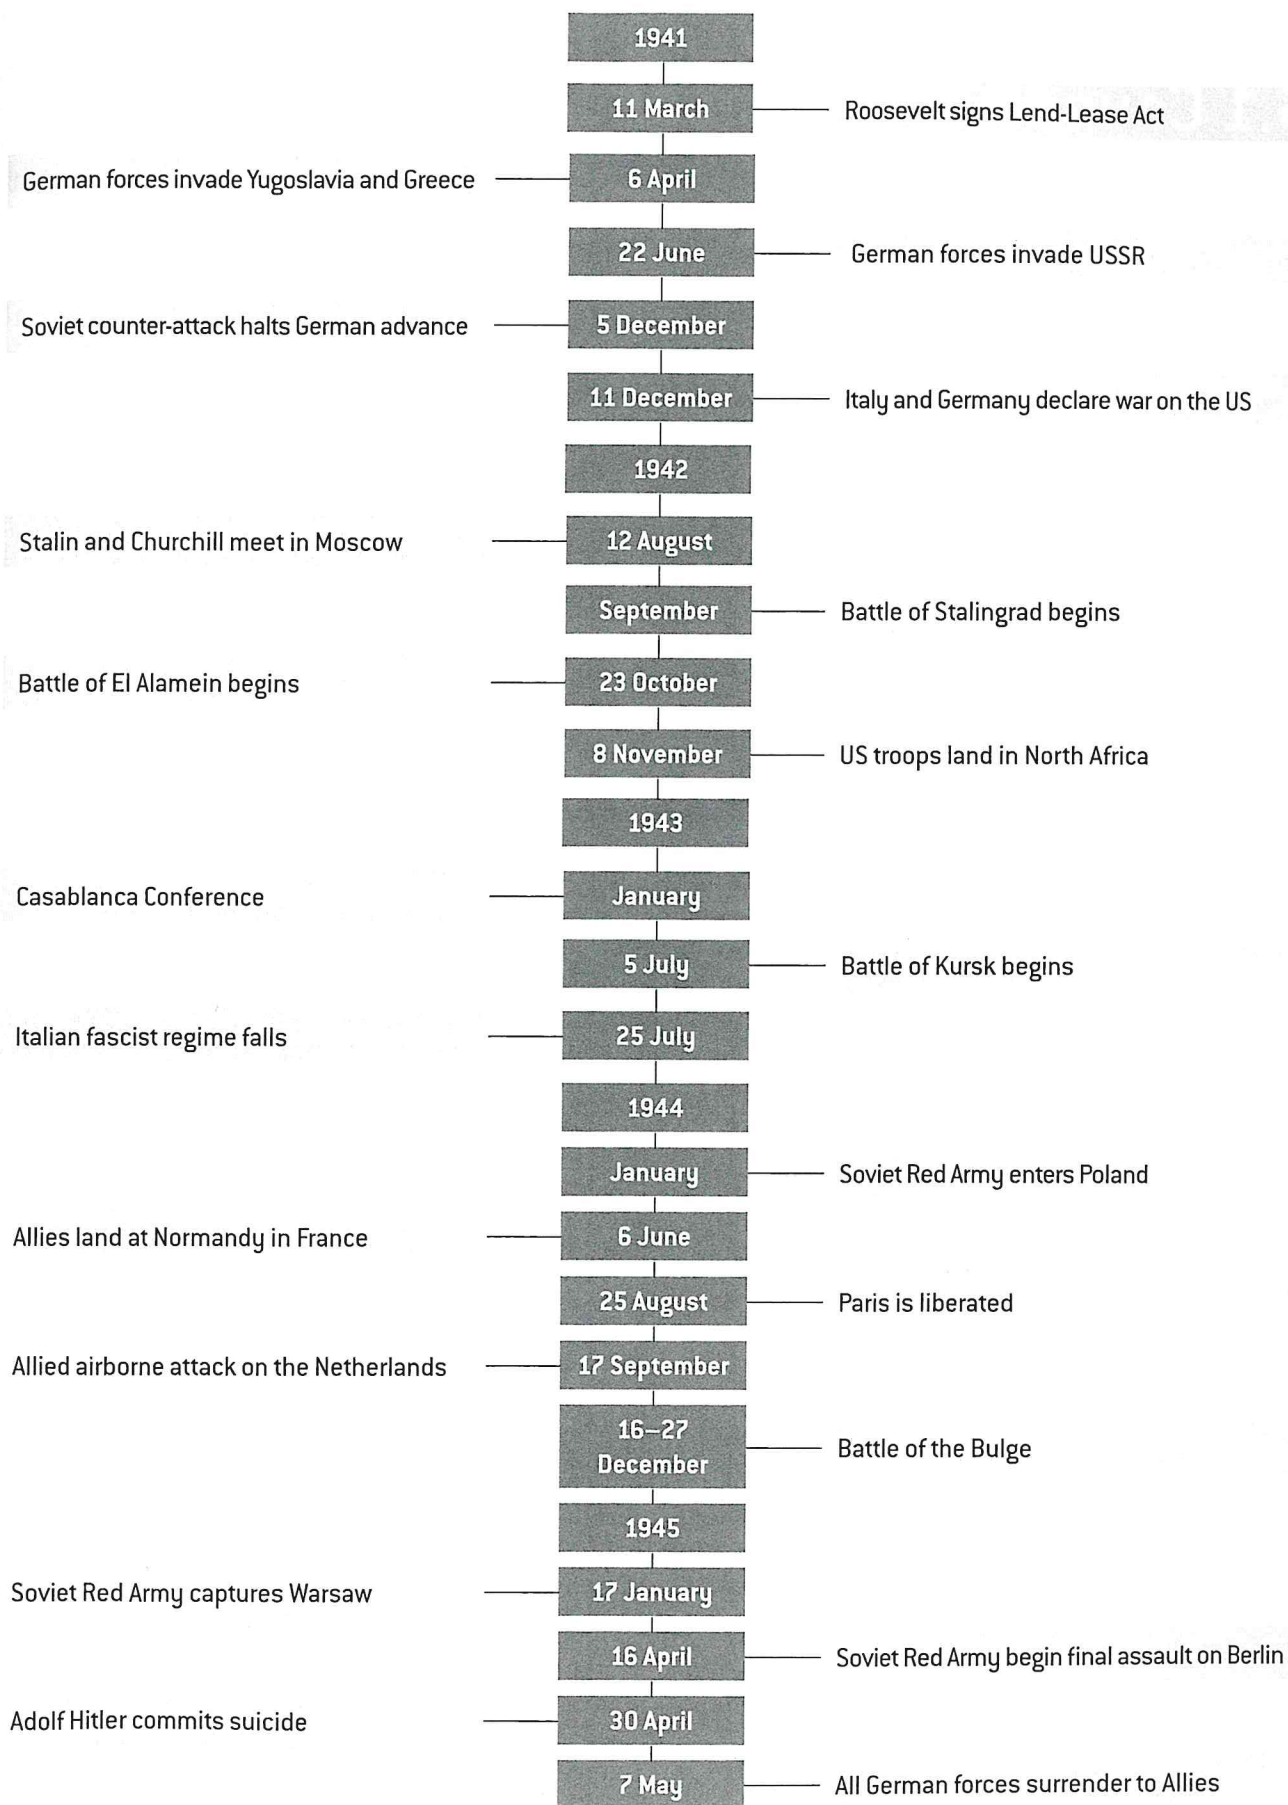 1941
11 March
Roosevelt signs Lend-Lease Act
German forces invade Yugoslavia and Greece
6 April
22 June
German forces invade USSR
Soviet counter-attack halts German advance
5 December
11 December
Italy and Germany declare war on the US
1942
Stalin and Churchill meet in Moscow
12 August
September
Battle of Stalingrad begins
Battle of El Alamein begins
23 October
8 November
US troops land in North Africa
1943
Casablanca Conference
January
5 July
Battle of Kursk begins
Italian fascist regime falls
25 July
1944
January
Soviet Red Army enters Poland
Allies land at Normandy in France
6 June
25 August
Paris is liberated
Allied airborne attack on the Netherlands
17 September
16–27
December
Battle of the Bulge
1945
Soviet Red Army captures Warsaw
17 January
16 April
Soviet Red Army begin final assault on Berlin
Adolf Hitler commits suicide
30 April
7 May
All German forces surrender to Allies